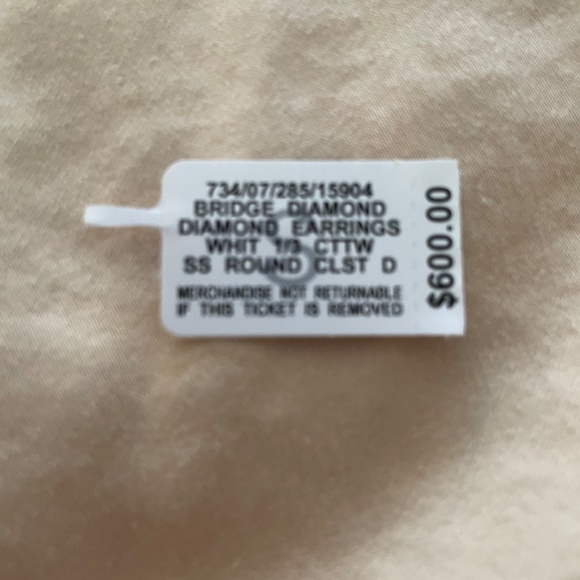 734/07/285/15904
BRIDGE DIAMOND
DIAMOND EARRINGS
WHIT 1/3 CTTW
SS ROUND CLST D
MERCHANDISE NOT RETURNABLE
IF THIS TICKET IS REMOVED
$600.00